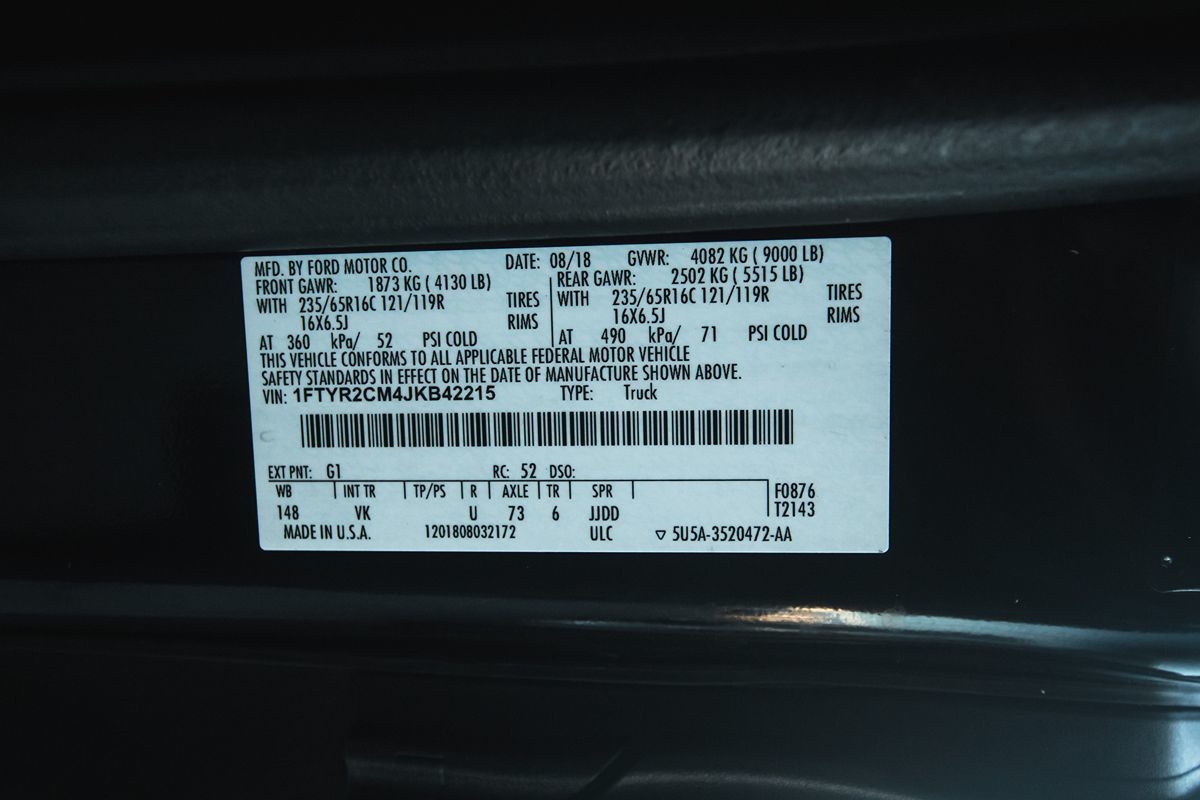 MFD. BY FORD MOTOR CO. DATE: 08/18 GVWR: 4082 KG ( 9000 LB)
FRONT GAWR: 1873 KG ( 4130 LB) REAR GAWR: 2502 KG ( 5515 LB)
WITH 235/65R16C 121/119R TIRES WITH 235/65R16C 121/119R TIRES
16X6.5J RIMS 16X6.5J RIMS
AT 360 kPa/ 52 PSI COLD AT 490 kPa/ 71 PSI COLD
THIS VEHICLE CONFORMS TO ALL APPLICABLE FEDERAL MOTOR VEHICLE
SAFETY STANDARDS IN EFFECT ON THE DATE OF MANUFACTURE SHOWN ABOVE.
VIN: 1FTYR2CM4JKB42215 TYPE: Truck
EXT PNT: G1 RC: 52 DSO:
WB INT TR TP/PS R AXLE TR SPR F0876
148 VK U 73 6 JJDD T2143
MADE IN U.S.A. 1201808032172 ULC ▽ 5U5A-3520472-AA